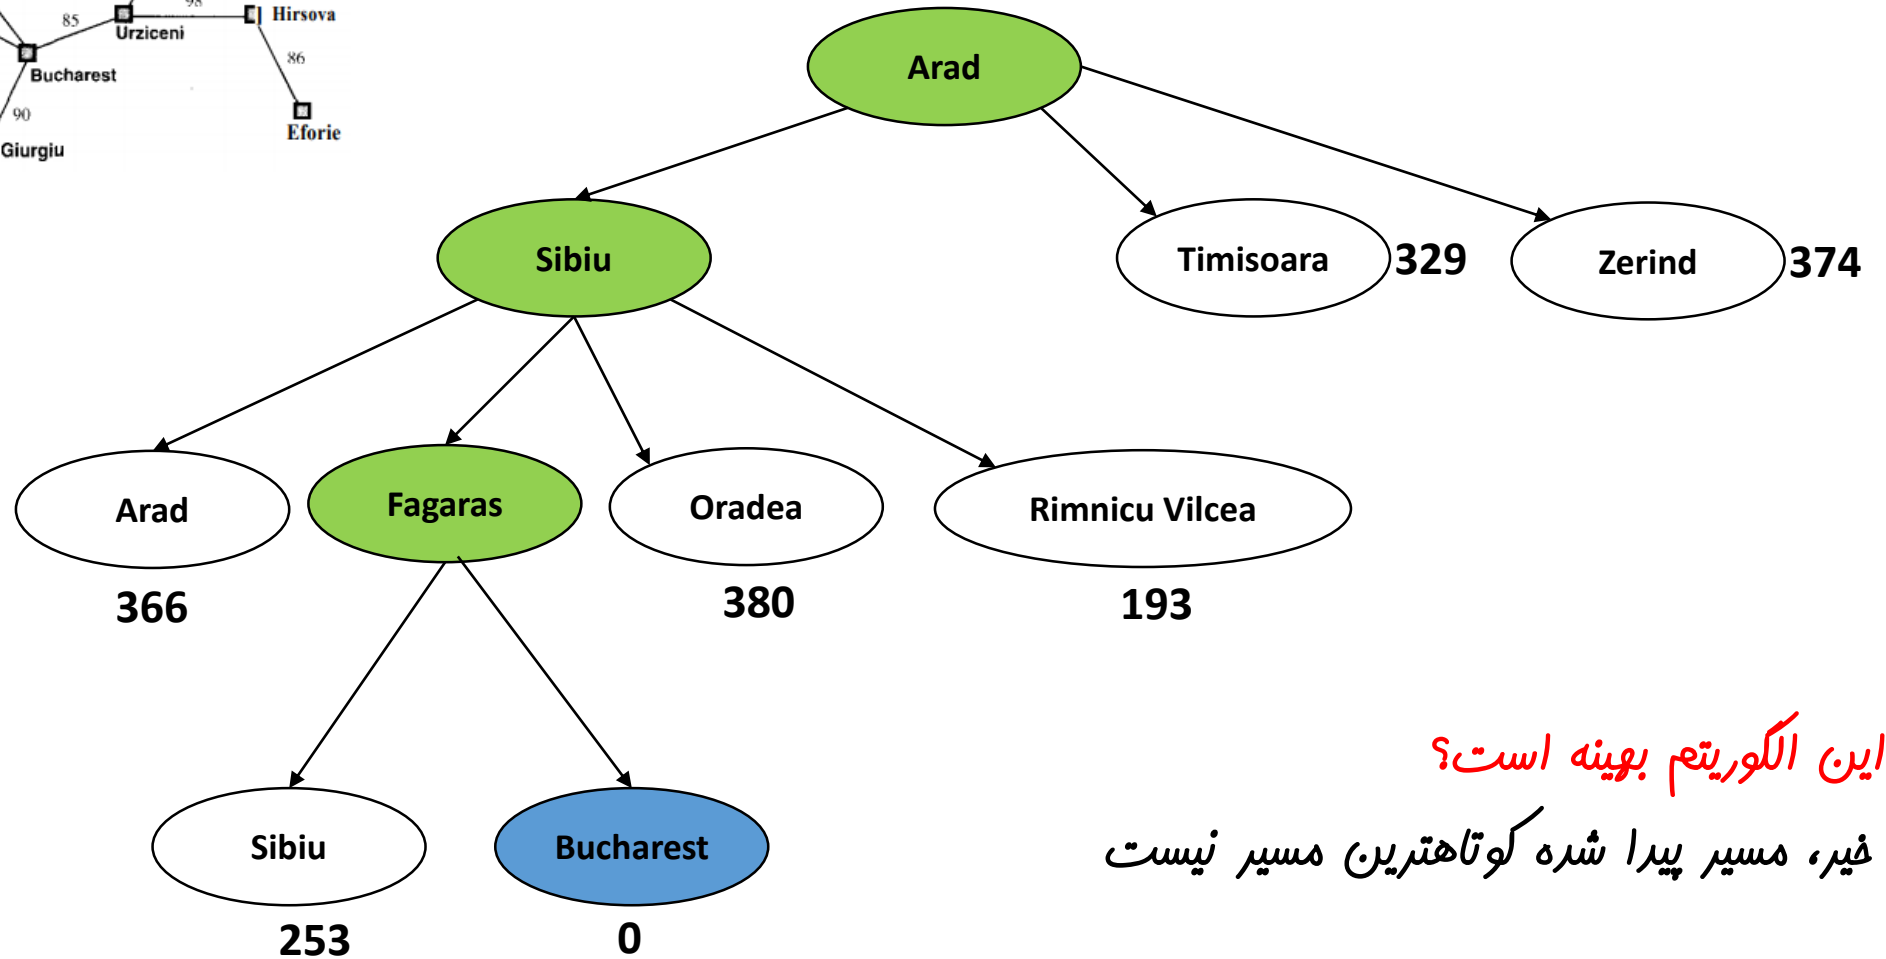 98
85
Hirsova
Urziceni
86
Bucharest
90
Eforie
Giurgiu
Arad
Sibiu
Timisoara 329
Zerind 374
Arad
Fagaras
Oradea
Rimnicu Vilcea
366
380
193
این الگوریتم بهینه است؟
خیر، مسیر پیدا شده کوتاهترین مسیر نیست
Sibiu
Bucharest
253
0